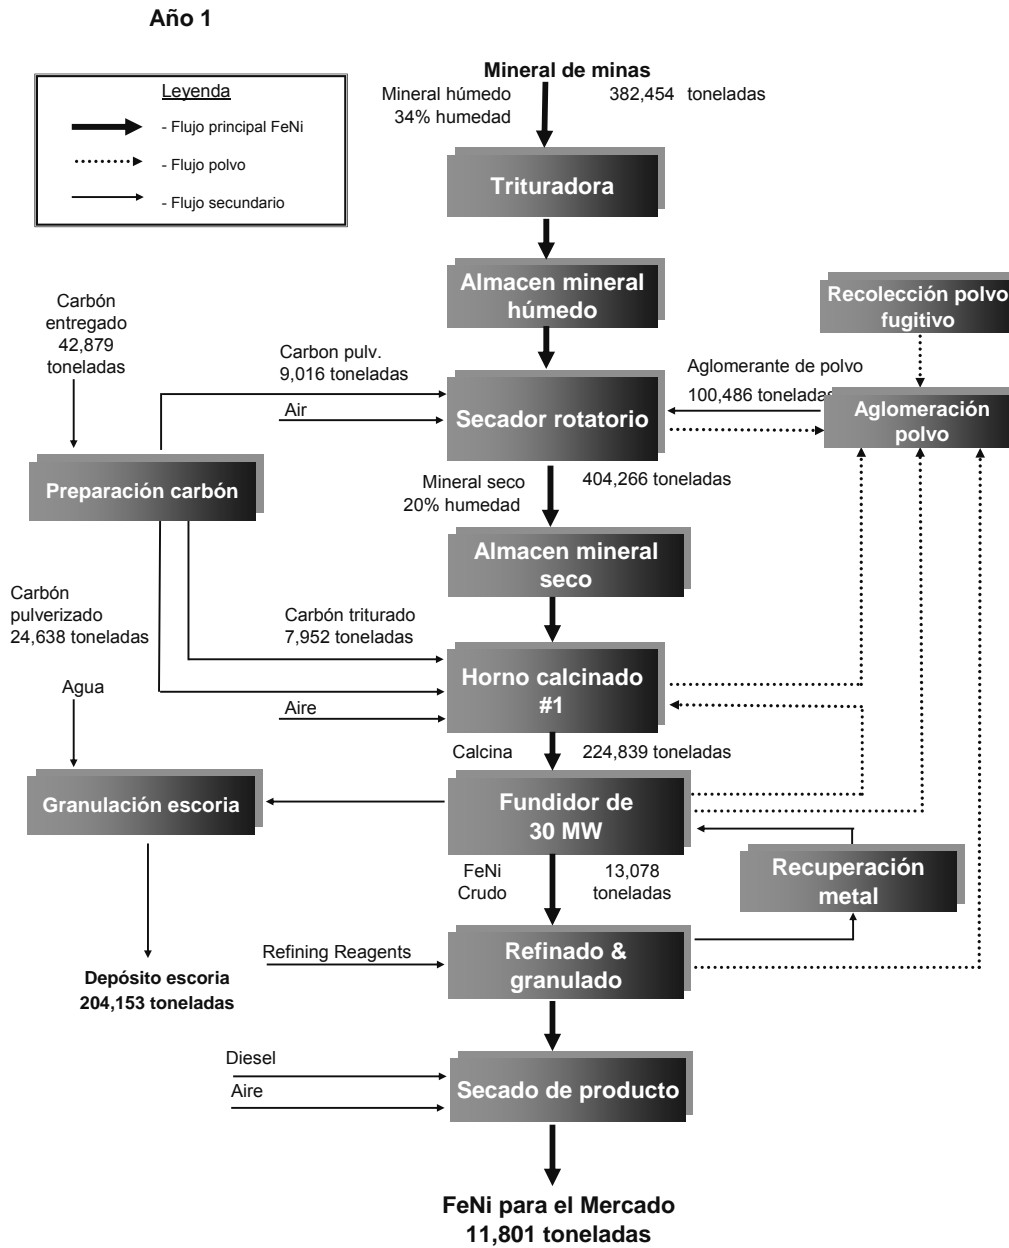 Año 1
Leyenda
- Flujo principal FeNi
- Flujo polvo
- Flujo secundario
Mineral de minas
Mineral húmedo
34% humedad
382,454 toneladas
Trituradora
Almacen mineral
húmedo
Recolección polvo
fugitivo
Carbón
entregado
42,879
toneladas
Carbon pulv.
9,016 toneladas
Air
Secador rotatorio
Aglomerante de polvo
100,486 toneladas
Aglomeración
polvo
Preparación carbón
Mineral seco
20% humedad
404,266 toneladas
Almacen mineral
seco
Carbón
pulverizado
24,638 toneladas
Carbón triturado
7,952 toneladas
Horno calcinado
#1
Agua
Aire
Calcina
224,839 toneladas
Granulación escoria
Fundidor de
30 MW
FeNi
Crudo
13,078
toneladas
Recuperación
metal
Refining Reagents
Refinado &
granulado
Depósito escoria
204,153 toneladas
Diesel
Aire
Secado de producto
FeNi para el Mercado
11,801 toneladas